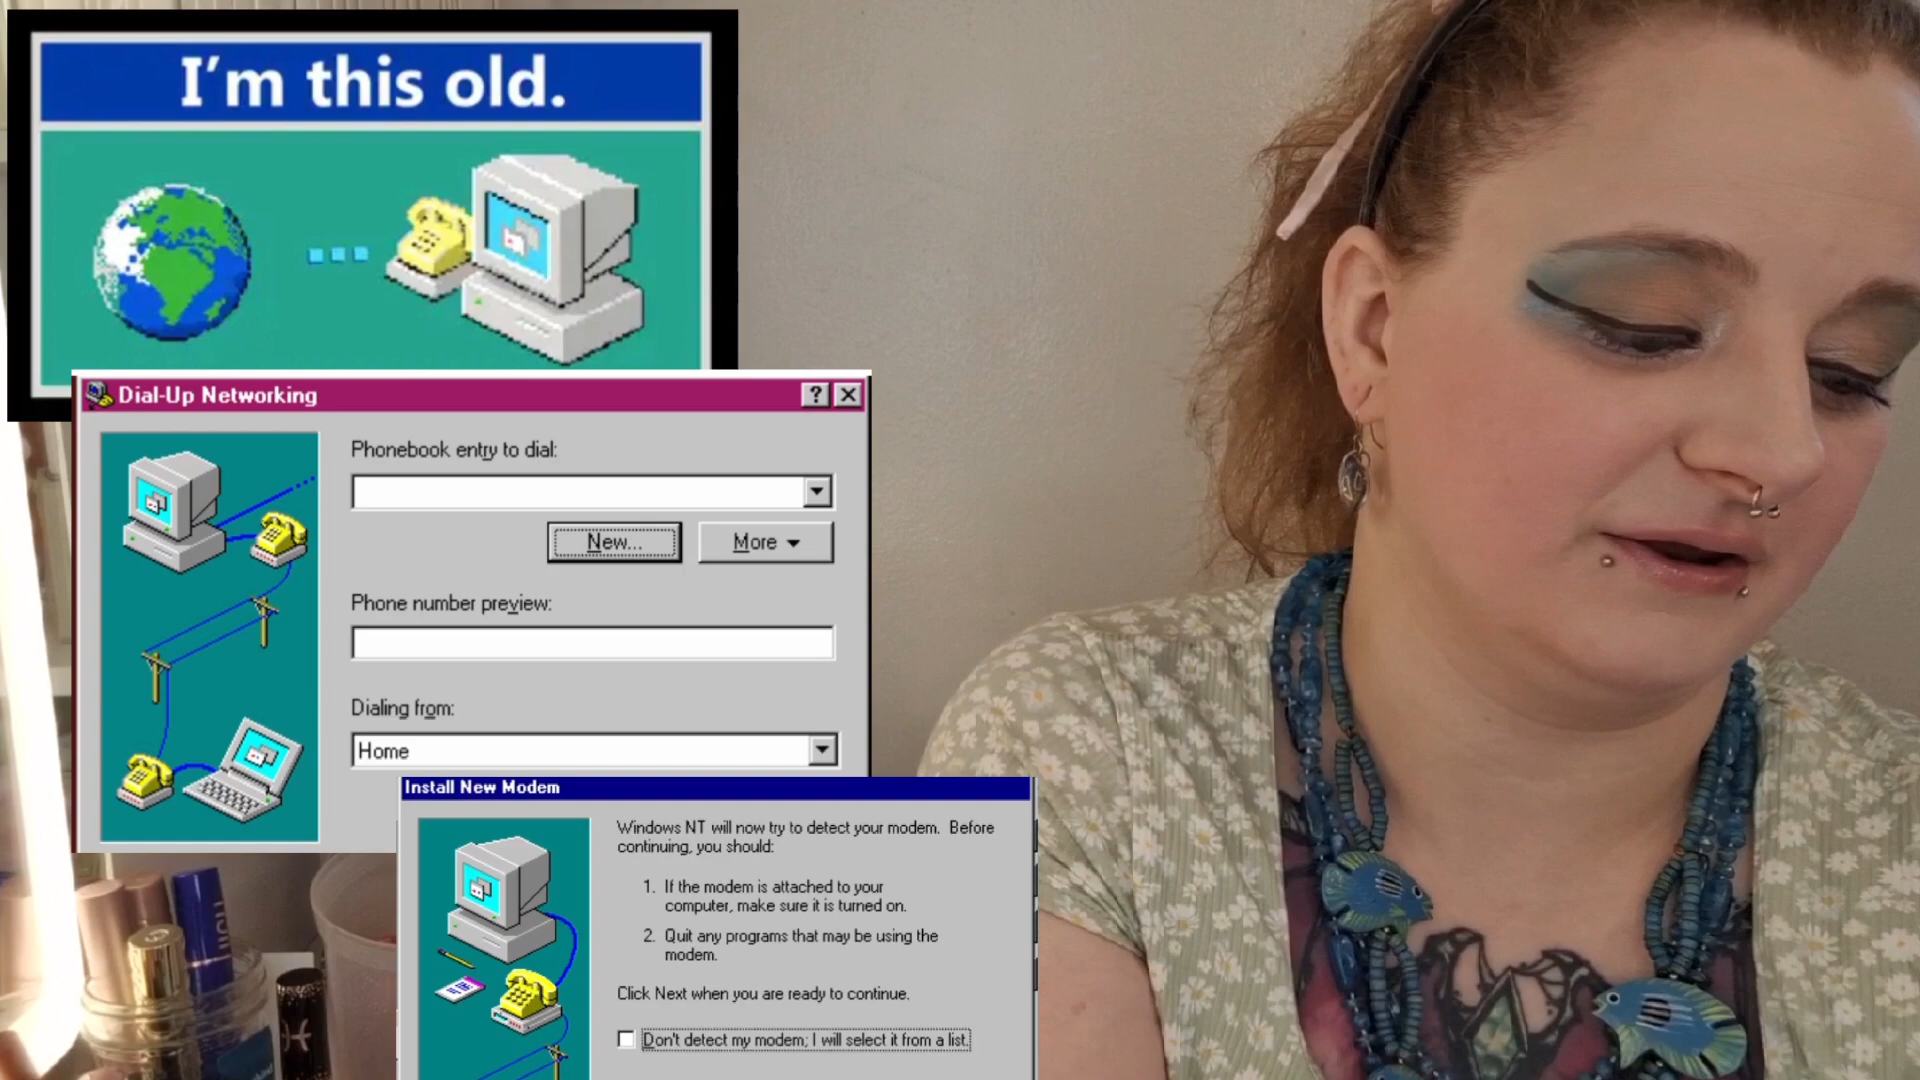 I'm this old.
Dial-Up Networking
Phonebook entry to dial:
New...
More
Phone number preview:
Dialing from:
Home
Install New Modem
Windows NT will now try to detect your modem. Before
continuing, you should:
1. If the modem is attached to your
computer, make sure it is turned on.
2. Quit any programs that may be using the
modem.
Click Next when you are ready to continue.
Don't detect my modem; I will select it from a list.